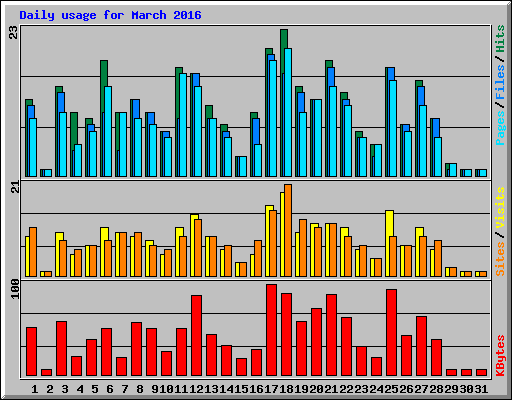 Daily usage for March 2016
23
Pages/Files/Hits
21
Sites/Visits
100
KBytes
1 2 3 4 5 6 7 8 9 10 11 12 13 14 15 16 17 18 19 20 21 22 23 24 25 26 27 28 29 30 31